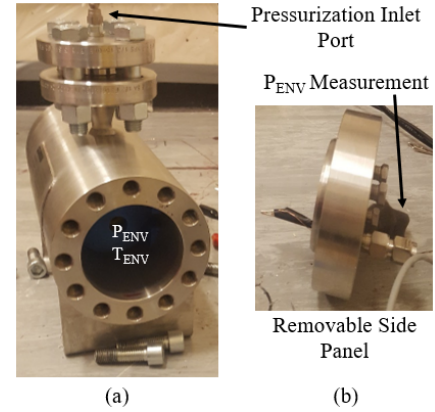 Pressurization Inlet
Port
P_ENV Measurement
P_ENV
T_ENV
Removable Side
Panel
(a)
(b)